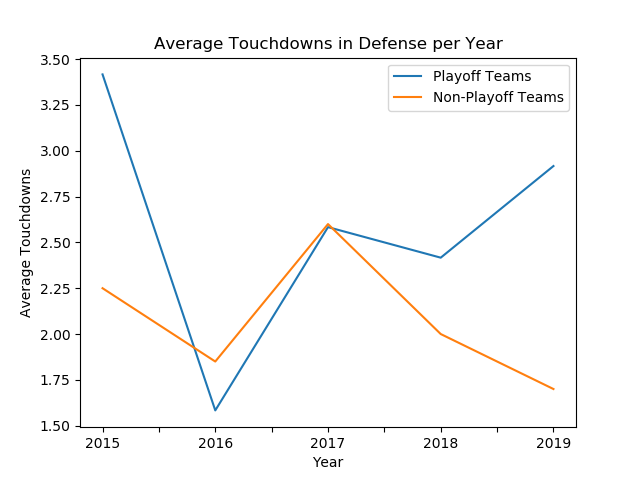 Average Touchdowns in Defense per Year
Playoff Teams
Non-Playoff Teams
Average Touchdowns
3.50
3.25
3.00
2.75
2.50
2.25
2.00
1.75
1.50
2015 2016 2017 2018 2019
Year